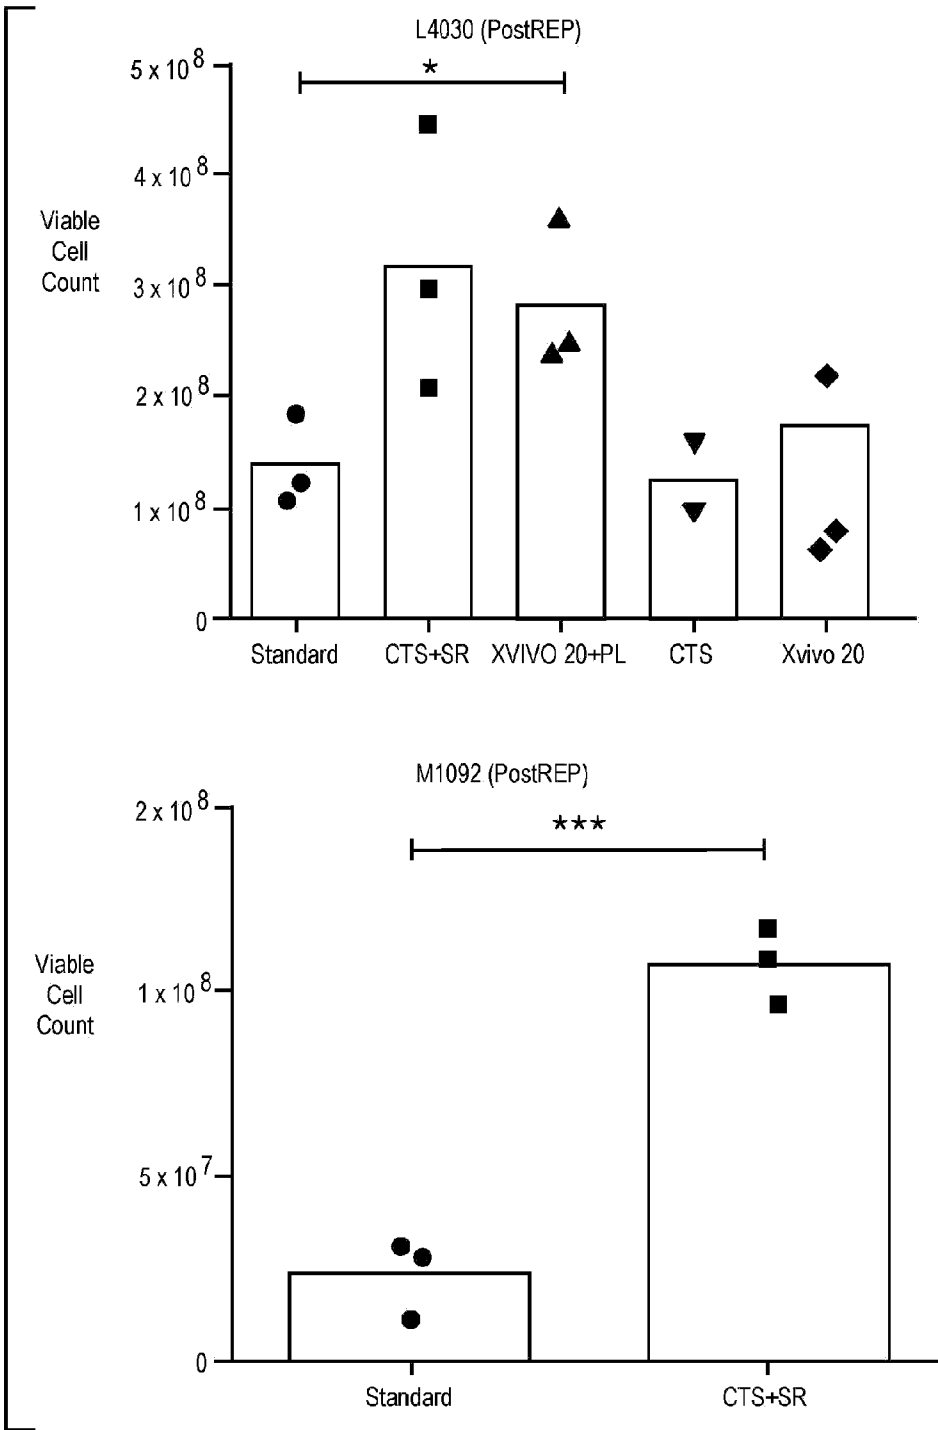 L4030 (PostREP)
*
5 x 10^8
4 x 10^8
3 x 10^8
2 x 10^8
1 x 10^8
0
Viable
Cell
Count
Standard CTS+SR XVIVO 20+PL CTS Xvivo 20
M1092 (PostREP)
***
2 x 10^8
1 x 10^8
5 x 10^7
0
Viable
Cell
Count
Standard CTS+SR